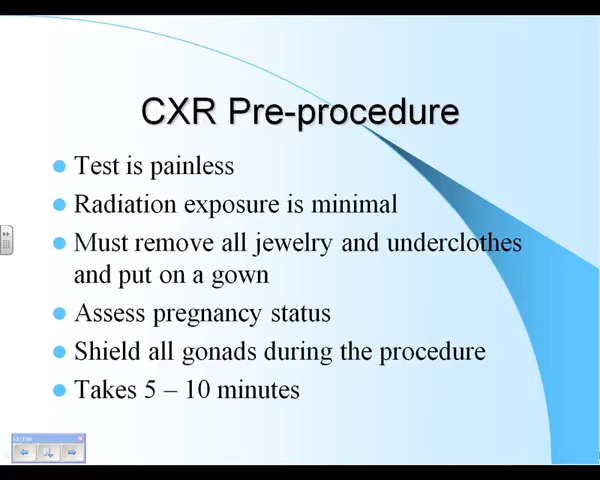 CXR Pre-procedure
Test is painless
Radiation exposure is minimal
Must remove all jewelry and underclothes
and put on a gown
Assess pregnancy status
Shield all gonads during the procedure
Takes 5 – 10 minutes